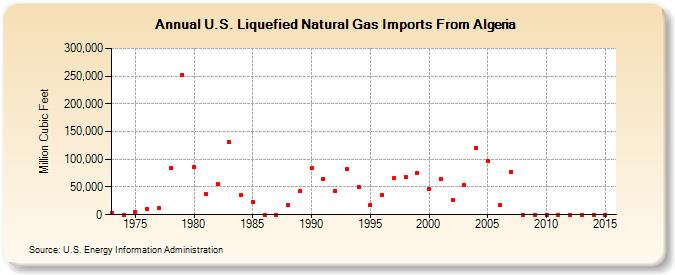 Annual U.S. Liquefied Natural Gas Imports From Algeria
Million Cubic Feet
300,000
250,000
200,000
150,000
100,000
50,000
0
1975 1980 1985 1990 1995 2000 2005 2010 2015
Source: U.S. Energy Information Administration